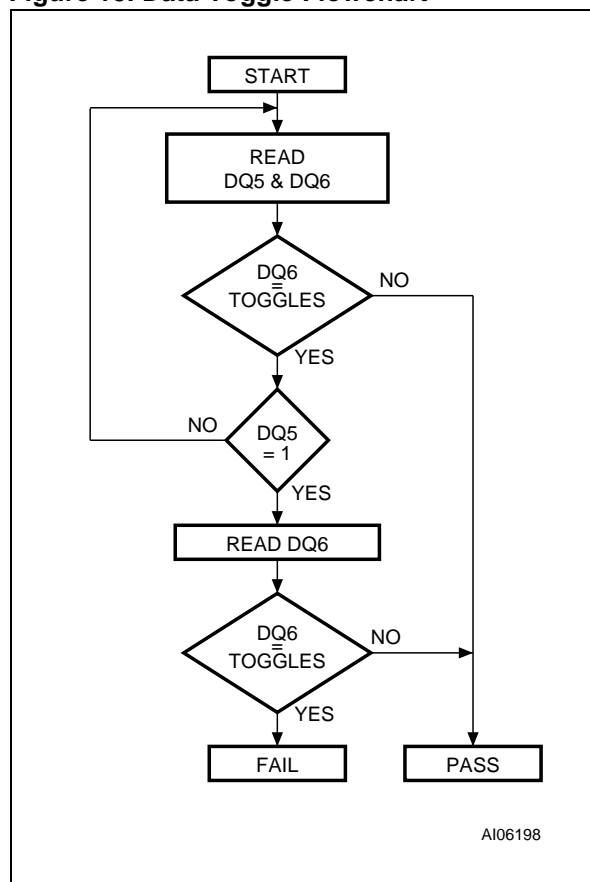 Figure Data Toggle Flowchart
START
READ
DQ5 & DQ6
DQ6
=
TOGGLES
NO
YES
NO
DQ5
= 1
YES
READ DQ6
DQ6
=
TOGGLES
NO
YES
FAIL
PASS
AI06198